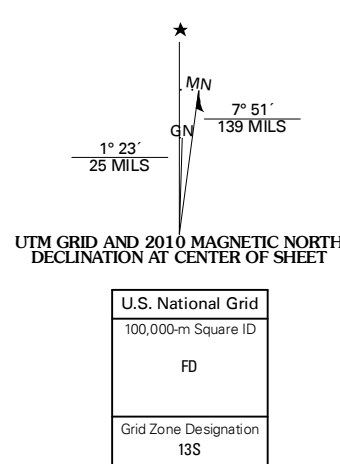 ★
MN
GN
7° 51´
139 MILS
1° 23´
25 MILS
UTM GRID AND 2010 MAGNETIC NORTH
DECLINATION AT CENTER OF SHEET
U.S. National Grid
100,000-m Square ID
FD
Grid Zone Designation
13S